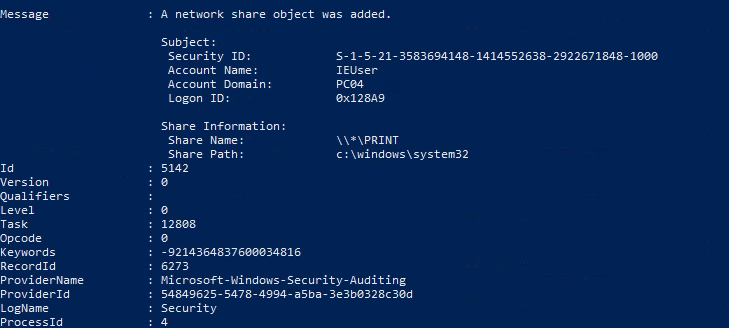 Message : A network share object was added.
Subject:
Security ID: S-1-5-21-3583694148-1414552638-2922671848-1000
Account Name: IEUser
Account Domain: PC04
Logon ID: 0x128A9
Share Information:
Share Name: \\*\PRINT
Share Path: c:\windows\system32
Id : 5142
Version : 0
Qualifiers :
Level : 0
Task : 12808
Opcode : 0
Keywords : -9214364837600034816
RecordId : 6273
ProviderName : Microsoft-Windows-Security-Auditing
ProviderId : 54849625-5478-4994-a5ba-3e3b0328c30d
LogName : Security
ProcessId : 4